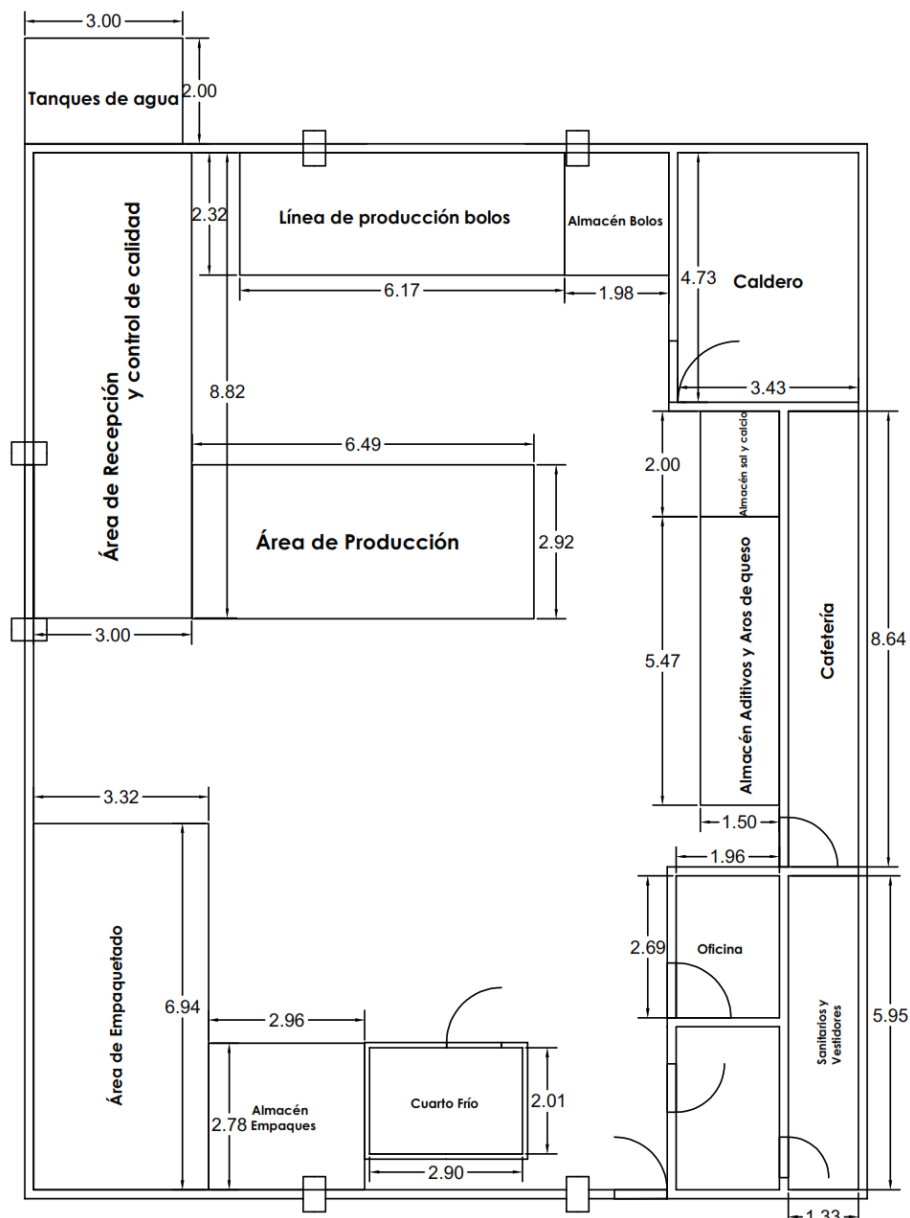 3.00
Tanques de agua
2.00
2.32
Línea de producción bolos
Almacén Bolos
6.17
1.98
4.73
Caldero
3.43
Área de Recepción
y control de calidad
8.82
6.49
Área de Producción
2.92
3.00
2.00
Almacén sal y calcio
5.47
Almacén Aditivos y Aros de queso
Cafetería
8.64
1.50
1.96
3.32
Área de Empaquetado
6.94
2.96
2.78
Almacén
Empaques
Cuarto Frío
2.01
2.90
2.69
Oficina
Sanitarios y
Vestidores
5.95
1.33